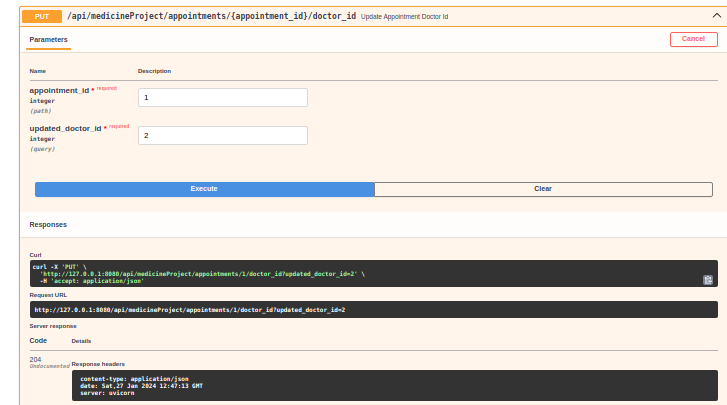 PUT /api/medicineProject/appointments/{appointment_id}/doctor_id Update Appointment Doctor Id
Parameters
Cancel
Name Description
appointment_id * required
integer
(path)
1
updated_doctor_id * required
integer
(query)
2
Execute Clear
Responses
Curl
curl -X 'PUT' \
'http://127.0.0.1:8080/api/medicineProject/appointments/1/doctor_id?updated_doctor_id=2' \
-H 'accept: application/json'
Request URL
http://127.0.0.1:8080/api/medicineProject/appointments/1/doctor_id?updated_doctor_id=2
Server response
Code Details
204
Undocumented
Response headers
content-type: application/json
date: Sat,27 Jan 2024 12:47:13 GMT
server: uvicorn